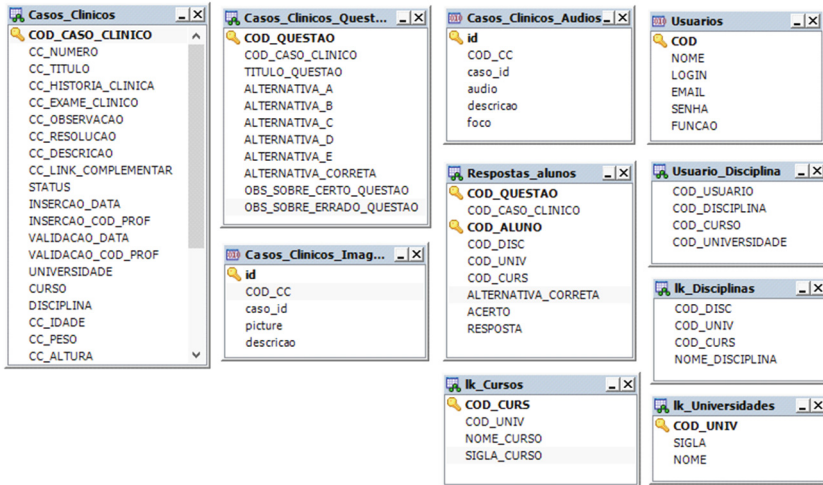 Casos_Clinicos
COD_CASO_CLINICO
CC_NUMERO
CC_TITULO
CC_HISTORIA_CLINICA
CC_EXAME_CLINICO
CC_OBSERVACAO
CC_RESOLUCAO
CC_DESCRICAO
CC_LINK_COMPLEMENTAR
STATUS
INSERCAO_DATA
INSERCAO_COD_PROF
VALIDACAO_DATA
VALIDACAO_COD_PROF
UNIVERSIDADE
CURSO
DISCIPLINA
CC_IDADE
CC_PESO
CC_ALTURA
Casos_Clinicos_Quest...
COD_QUESTAO
COD_CASO_CLINICO
TITULO_QUESTAO
ALTERNATIVA_A
ALTERNATIVA_B
ALTERNATIVA_C
ALTERNATIVA_D
ALTERNATIVA_E
ALTERNATIVA_CORRETA
OBS_SOBRE_CERTO_QUESTAO
OBS_SOBRE_ERRADO_QUESTAO
Casos_Clinicos_Imag...
id
COD_CC
caso_id
picture
descricao
Casos_Clinicos_Audios
id
COD_CC
caso_id
audio
descricao
foco
Respostas_alunos
COD_QUESTAO
COD_CASO_CLINICO
COD_ALUNO
COD_DISC
COD_UNIV
COD_CURS
ALTERNATIVA_CORRETA
ACERTO
RESPOSTA
lk_Cursos
COD_CURS
COD_UNIV
NOME_CURSO
SIGLA_CURSO
Usuarios
COD
NOME
LOGIN
EMAIL
SENHA
FUNCAO
Usuario_Disciplina
COD_USUARIO
COD_DISCIPLINA
COD_CURSO
COD_UNIVERSIDADE
lk_Disciplinas
COD_DISC
COD_UNIV
COD_CURS
NOME_DISCIPLINA
lk_Universidades
COD_UNIV
SIGLA
NOME